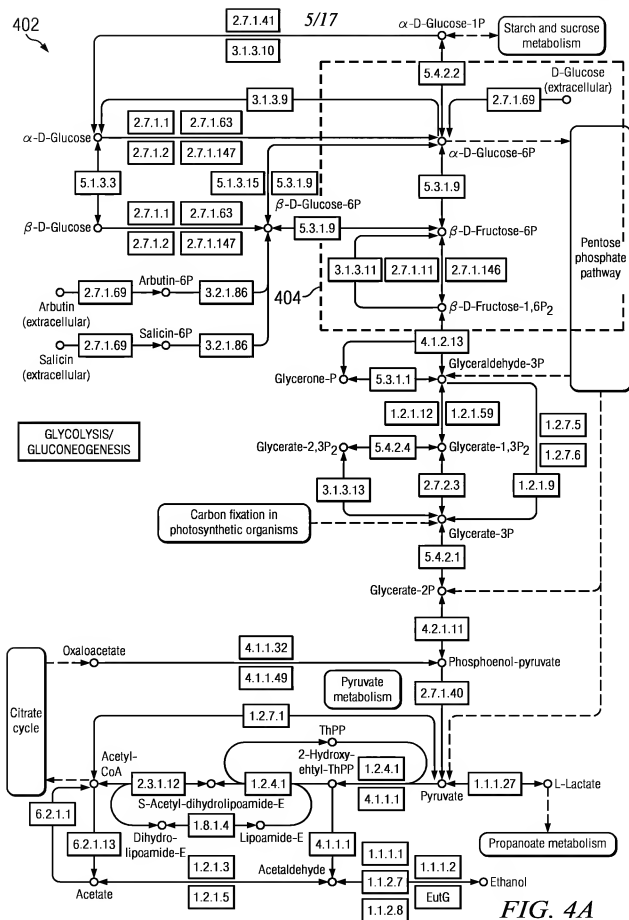 402
2.7.1.41
5/17
α-D-Glucose-1P
Starch and sucrose
metabolism
3.1.3.10
5.4.2.2
D-Glucose
(extracellular)
3.1.3.9
2.7.1.69
2.7.1.1
2.7.1.63
α-D-Glucose
2.7.1.2
2.7.1.147
α-D-Glucose-6P
5.1.3.3
5.1.3.15
5.3.1.9
5.3.1.9
2.7.1.1
2.7.1.63
β-D-Glucose-6P
β-D-Glucose
5.3.1.9
β-D-Fructose-6P
2.7.1.2
2.7.1.147
Pentose
phosphate
pathway
3.1.3.11
2.7.1.11
2.7.1.146
Arbutin-6P
2.7.1.69
3.2.1.86
404
β-D-Fructose-1,6P₂
Arbutin
(extracellular)
Salicin-6P
2.7.1.69
3.2.1.86
4.1.2.13
Salicin
(extracellular)
Glyceraldehyde-3P
Glycerone-P
5.3.1.1
1.2.1.12
1.2.1.59
1.2.7.5
GLYCOLYSIS/
GLUCONEOGENESIS
Glycerate-2,3P₂
5.4.2.4
Glycerate-1,3P₂
1.2.7.6
3.1.3.13
2.7.2.3
1.2.1.9
Carbon fixation in
photosynthetic organisms
Glycerate-3P
5.4.2.1
Glycerate-2P
4.2.1.11
Oxaloacetate
4.1.1.32
Phosphoenol-pyruvate
4.1.1.49
Pyruvate
metabolism
2.7.1.40
Citrate
cycle
1.2.7.1
ThPP
Acetyl-
CoA
2-Hydroxy-
ehtyl-ThPP
1.2.4.1
2.3.1.12
1.2.4.1
1.1.1.27
L-Lactate
S-Acetyl-dihydrolipoamide-E
4.1.1.1
Pyruvate
6.2.1.1
1.8.1.4
Dihydro-
lipoamide-E
Lipoamide-E
6.2.1.13
4.1.1.1
Propanoate metabolism
1.2.1.3
Acetaldehyde
1.1.1.1
1.1.1.2
Acetate
1.1.2.7
Ethanol
1.2.1.5
EutG
1.1.2.8
FIG. 4A